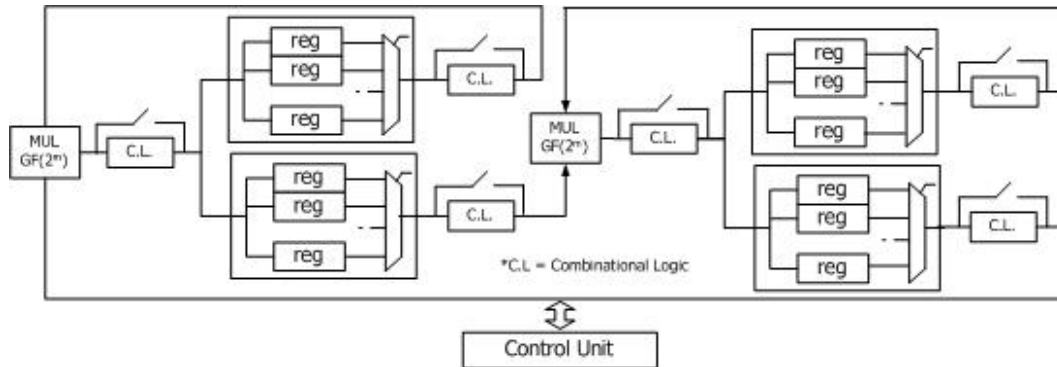 reg
reg
reg
C.L.
MUL
GF(2ᵐ)
C.L.
reg
reg
reg
C.L.
MUL
GF(2ᵐ)
C.L.
reg
reg
reg
C.L.
reg
reg
reg
C.L.
*C.L = Combinational Logic
Control Unit